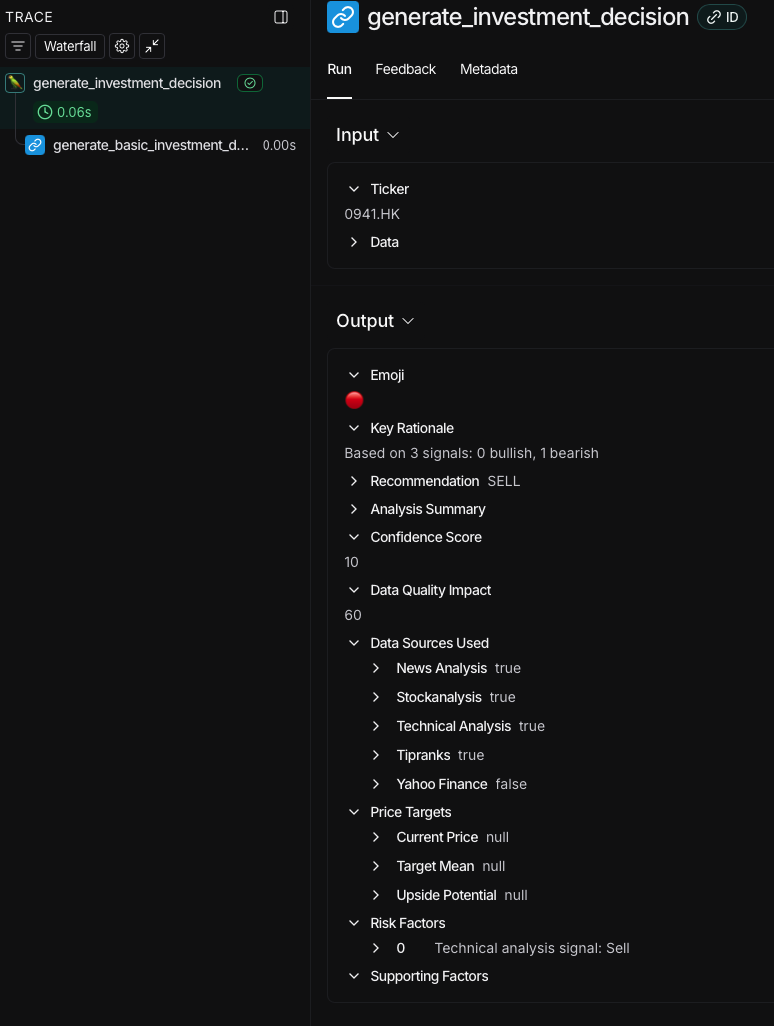 TRACE
Waterfall
generate_investment_decision
0.06s
generate_basic_investment_d... 0.00s
generate_investment_decision ID
Run Feedback Metadata
Input
Ticker
0941.HK
Data
Output
Emoji
Key Rationale
Based on 3 signals: 0 bullish, 1 bearish
Recommendation SELL
Analysis Summary
Confidence Score
10
Data Quality Impact
60
Data Sources Used
News Analysis true
Stockanalysis true
Technical Analysis true
Tipranks true
Yahoo Finance false
Price Targets
Current Price null
Target Mean null
Upside Potential null
Risk Factors
0 Technical analysis signal: Sell
Supporting Factors